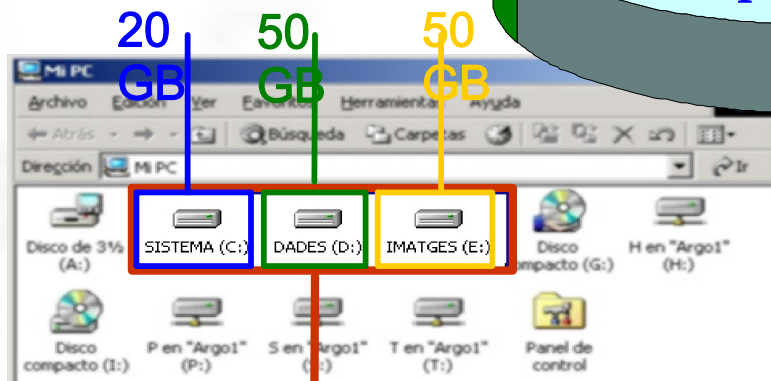 20 GB
50 GB
50 GB
Mi PC
Archivo Edición Ver Favoritos Herramientas Ayuda
Atrás Búsqueda Carpetas
Dirección Mi PC Ir
Disco de 3½ (A:)
SISTEMA (C:)
DADES (D:)
IMATGES (E:)
Disco compacto (G:)
H en "Argo1" (H:)
Disco compacto (I:)
P en "Argo1" (P:)
S en "Argo1" (S:)
T en "Argo1" (T:)
Panel de control